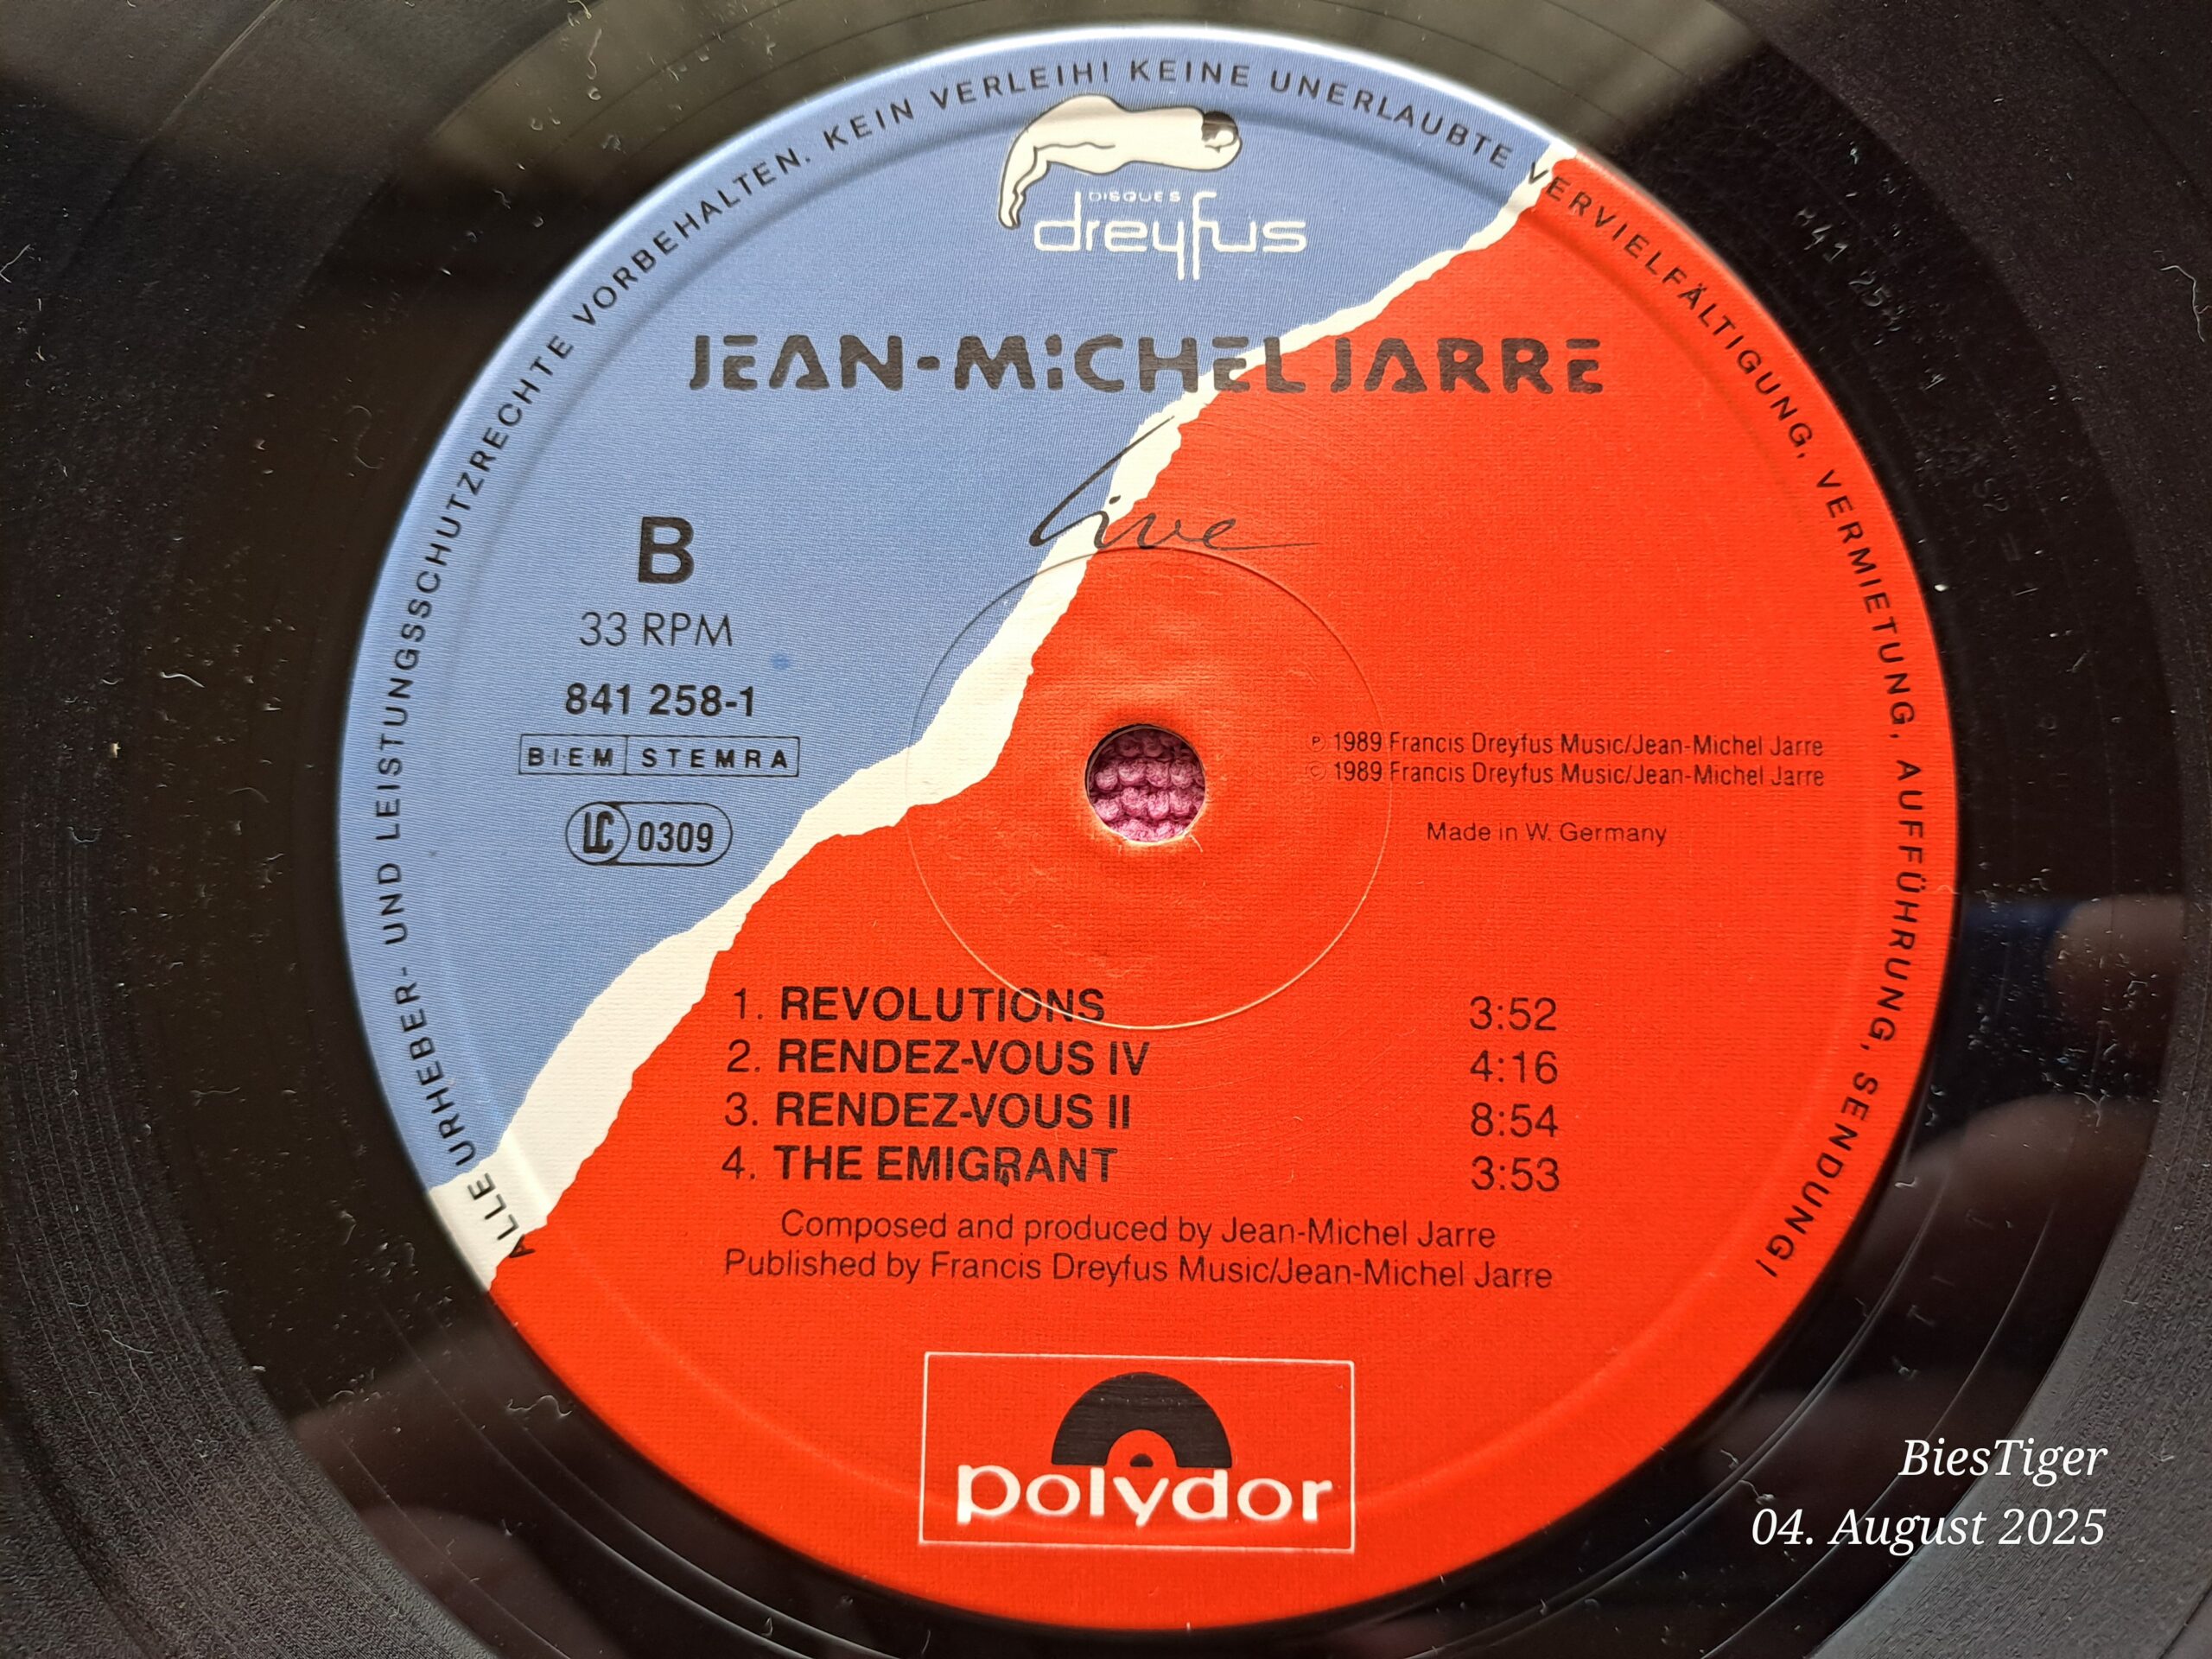 ALLE URHEBER- UND LEISTUNGSSCHUTZRECHTE VORBEHALTEN. KEIN VERLEIH! KEINE UNERLAUBTE VERVIELFÄLTIGUNG, VERMIETUNG, AUFFÜHRUNG, SENDUNG!
DISQUES
dreyfus
JEAN-MICHEL JARRE
live
B
33 RPM
841 258-1
BIEM STEMRA
LC 0309
℗ 1989 Francis Dreyfus Music/Jean-Michel Jarre
© 1989 Francis Dreyfus Music/Jean-Michel Jarre
Made in W. Germany
1. REVOLUTIONS 3:52
2. RENDEZ-VOUS IV 4:16
3. RENDEZ-VOUS II 8:54
4. THE EMIGRANT 3:53
Composed and produced by Jean-Michel Jarre
Published by Francis Dreyfus Music/Jean-Michel Jarre
polydor
BiesTiger
04. August 2025